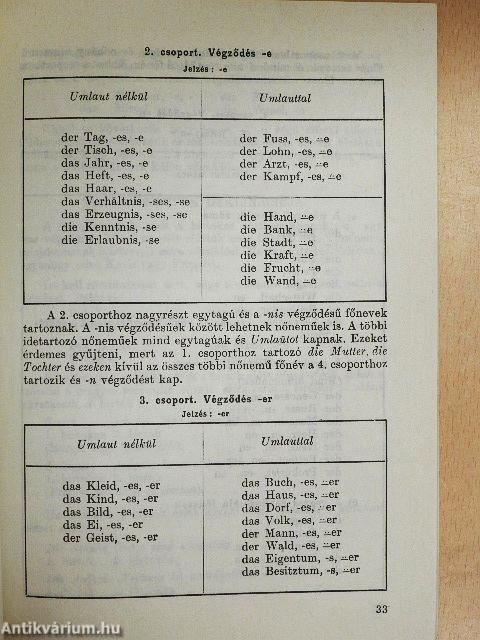 2. csoport. Végződés -e
Jelzés: -e
Umlaut nélkül
der Tag, -es, -e
der Tisch, -es, -e
das Jahr, -es, -e
das Heft, -es, -e
das Haar, -es, -e
das Verhältnis, -ses, -se
das Erzeugnis, -ses, -se
die Kenntnis, -se
die Erlaubnis, -se
Umlauttal
der Fuss, -es, ⸚e
der Lohn, -es, ⸚e
der Arzt, -es, ⸚e
der Kampf, -es, ⸚e
die Hand, ⸚e
die Bank, ⸚e
die Stadt, ⸚e
die Kraft, ⸚e
die Frucht, ⸚e
die Wand, ⸚e
A 2. csoporthoz nagyrészt egytagú és a -nis végződésű főnevek
tartoznak. A -nis végződésűek között lehetnek nőneműek is. A többi
idetartozó nőneműek mind egytagúak és Umlautot kapnak. Ezeket
érdemes gyűjteni, mert az 1. csoporthoz tartozó die Mutter, die
Tochter és ezeken kívül az összes többi nőnemű főnév a 4. csoporthoz
tartozik és -n végződést kap.
3. csoport. Végződés -er
Jelzés: -er
Umlaut nélkül
das Kleid, -es, -er
das Kind, -es, -er
das Bild, -es, -er
das Ei, -es, -er
der Geist, -es, -er
Umlauttal
das Buch, -es, ⸚er
das Haus, -es, ⸚er
das Dorf, -es, ⸚er
das Volk, -es, ⸚er
der Mann, -es, ⸚er
der Wald, -es, ⸚er
das Eigentum, -s, ⸚er
das Besitztum, -s, ⸚er
33
Antikvárium.hu